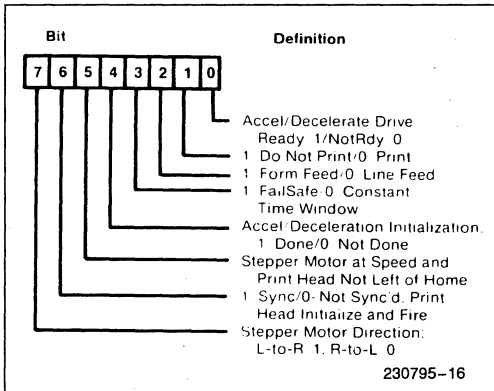 Bit Definition
7 6 5 4 3 2 1 0
Accel/Decelerate Drive
Ready 1/NotRdy 0
1 Do Not Print/0 Print
1 Form Feed/0 Line Feed
1 FailSafe 0 Constant
Time Window
Accel/Deceleration Initialization.
1 Done/0 Not Done
Stepper Motor at Speed and
Print Head Not Left of Home
1 Sync/0- Not Sync'd, Print
Head Initialize and Fire
Stepper Motor Direction:
L-to-R 1, R-to-L 0
230795-16